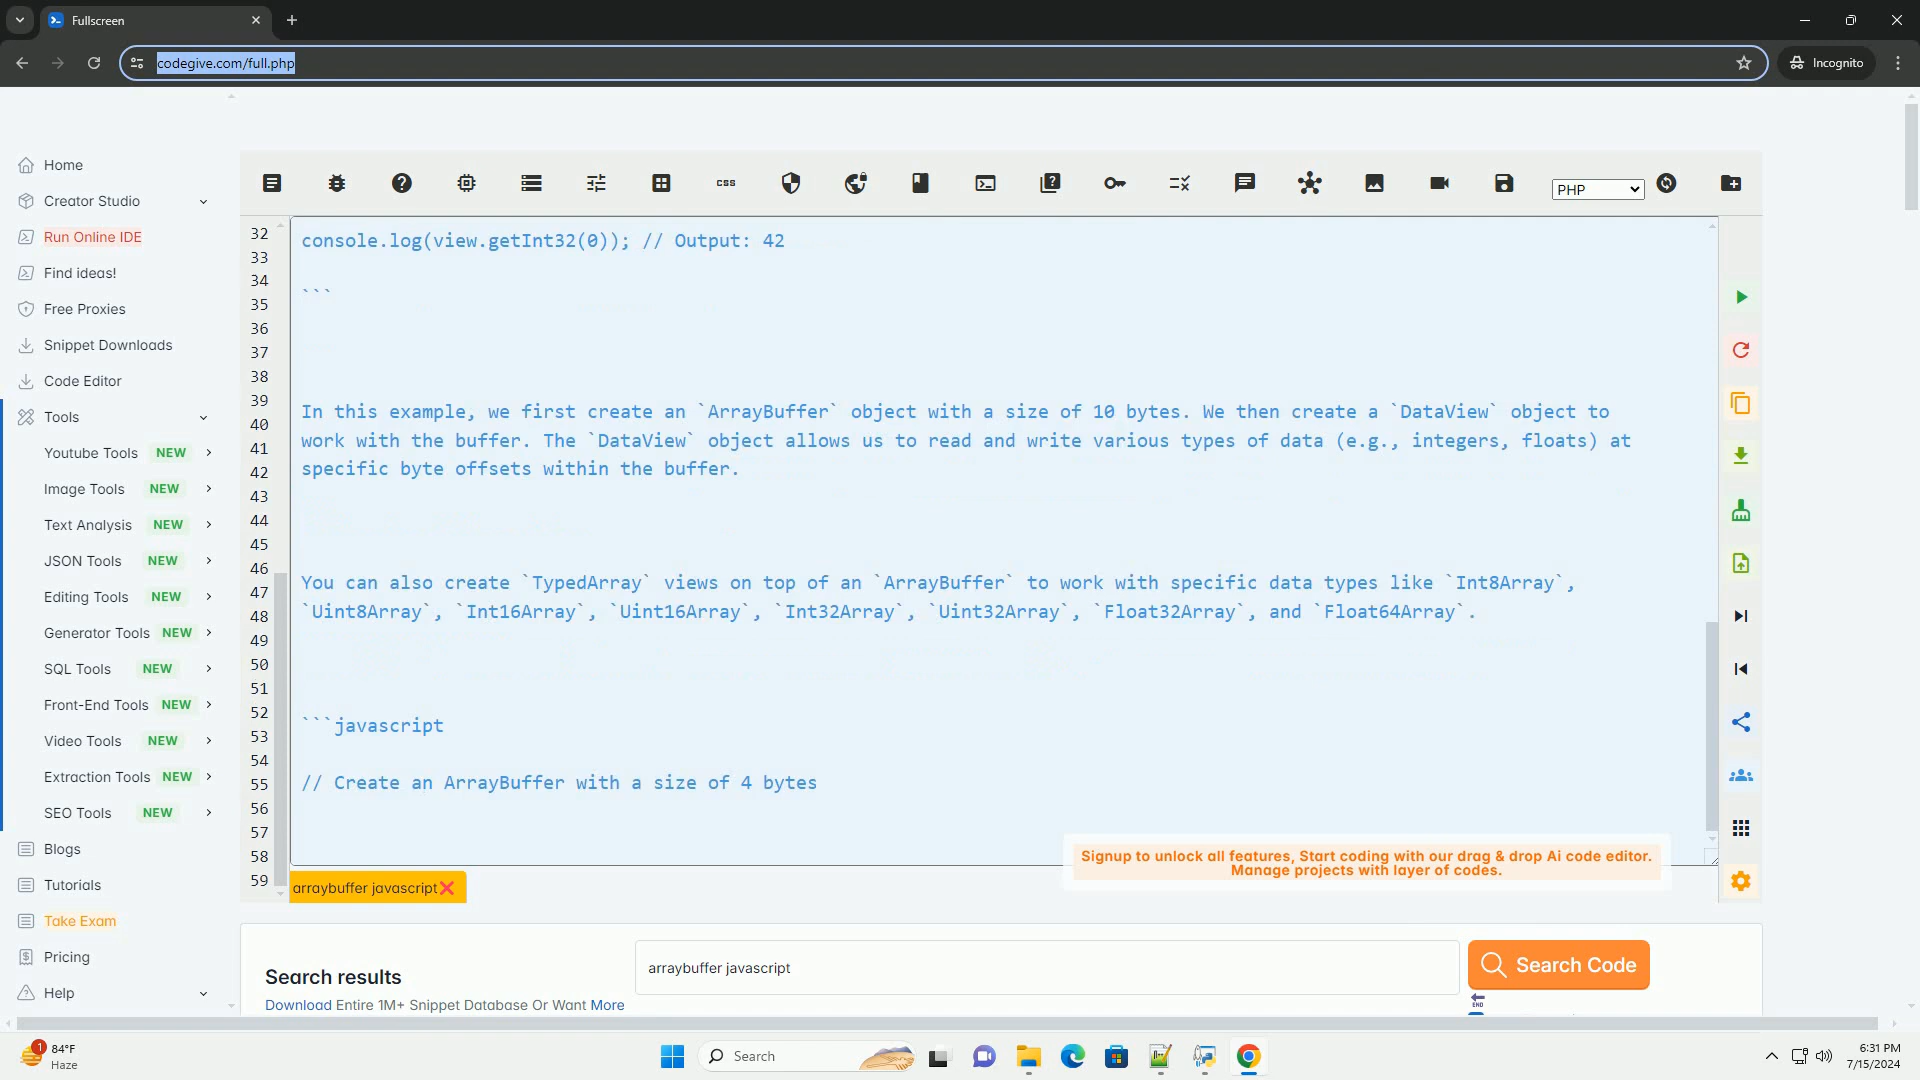 Fullscreen
codegive.com/full.php
Incognito
Home
Creator Studio
Run Online IDE
Find ideas!
Free Proxies
Snippet Downloads
Code Editor
Tools
Youtube Tools NEW
Image Tools NEW
Text Analysis NEW
JSON Tools NEW
Editing Tools NEW
Generator Tools NEW
SQL Tools NEW
Front-End Tools NEW
Video Tools NEW
Extraction Tools NEW
SEO Tools NEW
Blogs
Tutorials
Take Exam
Pricing
Help
css
PHP
32
33
34
35
36
37
38
39
40
41
42
43
44
45
46
47
48
49
50
51
52
53
54
55
56
57
58
59
console.log(view.getInt32(0)); // Output: 42
```
In this example, we first create an `ArrayBuffer` object with a size of 10 bytes. We then create a `DataView` object to
work with the buffer. The `DataView` object allows us to read and write various types of data (e.g., integers, floats) at
specific byte offsets within the buffer.
You can also create `TypedArray` views on top of an `ArrayBuffer` to work with specific data types like `Int8Array`,
`Uint8Array`, `Int16Array`, `Uint16Array`, `Int32Array`, `Uint32Array`, `Float32Array`, and `Float64Array`.
```javascript
// Create an ArrayBuffer with a size of 4 bytes
Signup to unlock all features, Start coding with our drag & drop Ai code editor.
Manage projects with layer of codes.
arraybuffer javascript
Search results
Download Entire 1M+ Snippet Database Or Want More
arraybuffer javascript
Search Code
END
1
84°F
Haze
Search
6:31 PM
7/15/2024